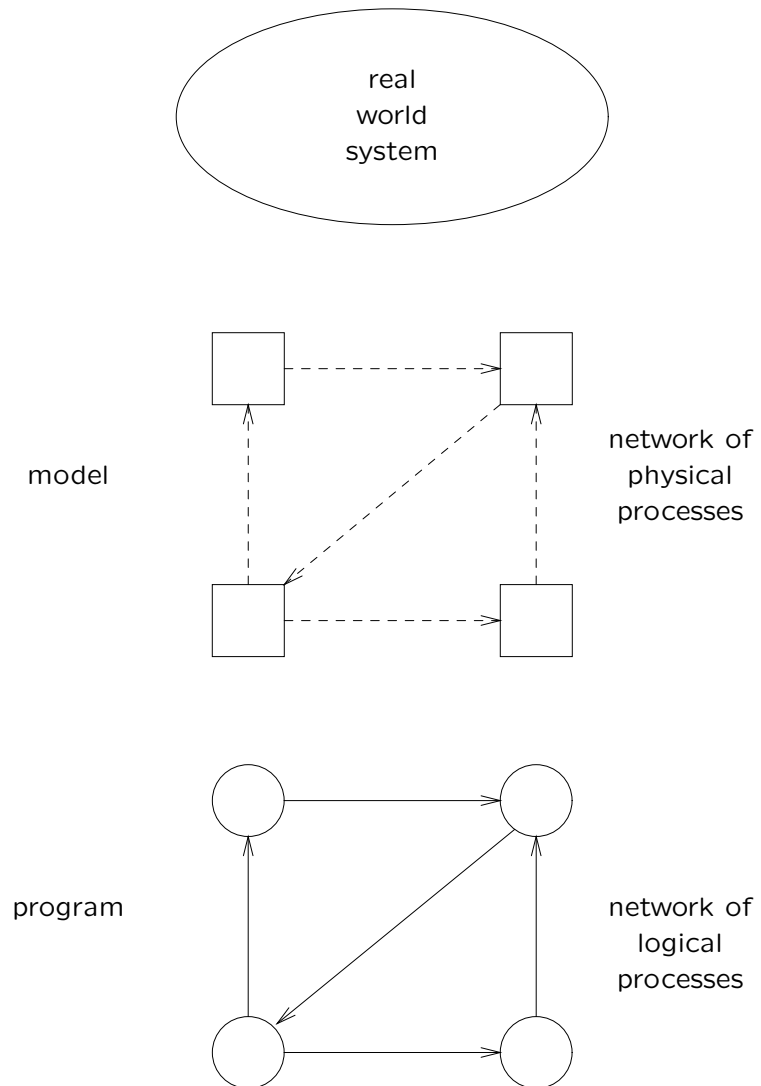 real
world
system
model
network of
physical
processes
program
network of
logical
processes